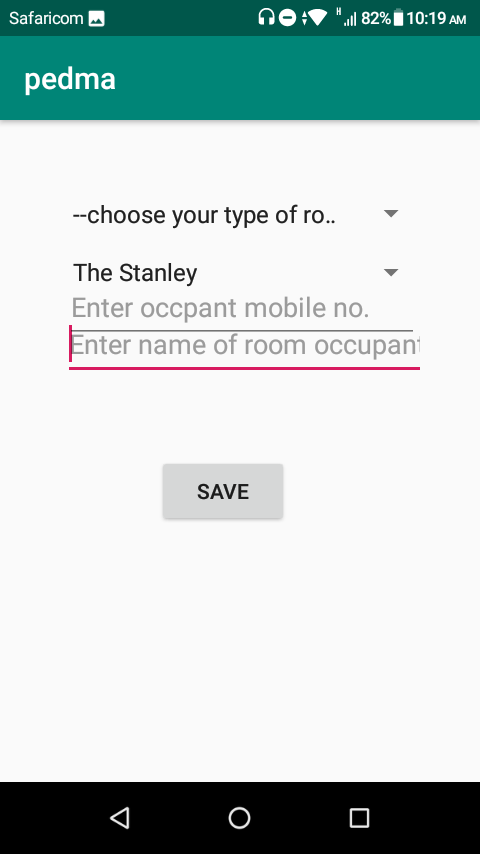 Safaricom H 82% 10:19 AM
pedma
--choose your type of ro..
The Stanley
Enter occpant mobile no.
Enter name of room occupant
SAVE